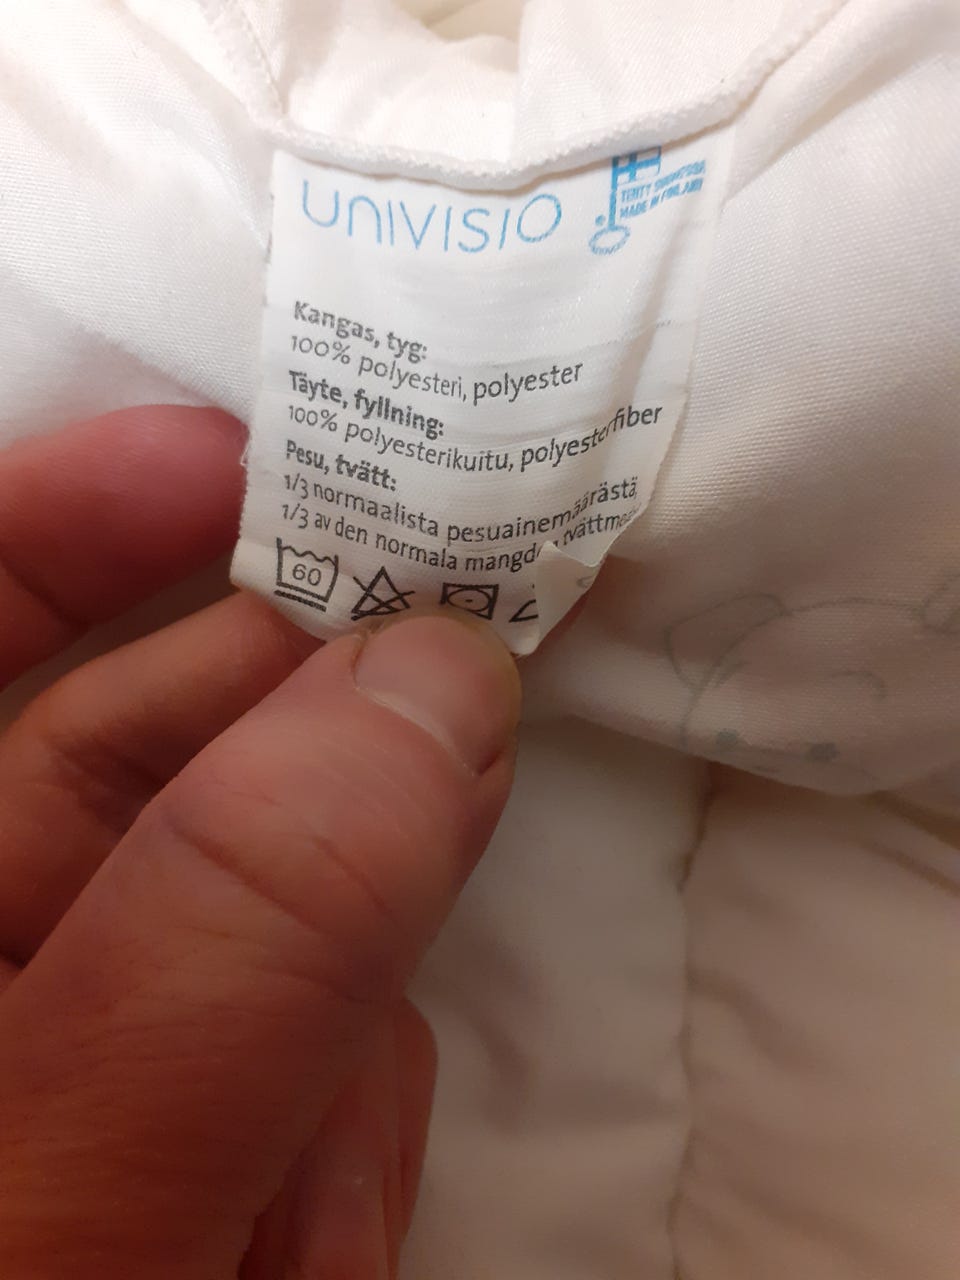 UNIVISIO
TEHTY SUOMESSA
MADE IN FINLAND
Kangas, tyg:
100% polyesteri, polyester
Täyte, fyllning:
100% polyesterikuitu, polyesterfiber
Pesu, tvätt:
1/3 normaalista pesuainemäärästä,
1/3 av den normala
60